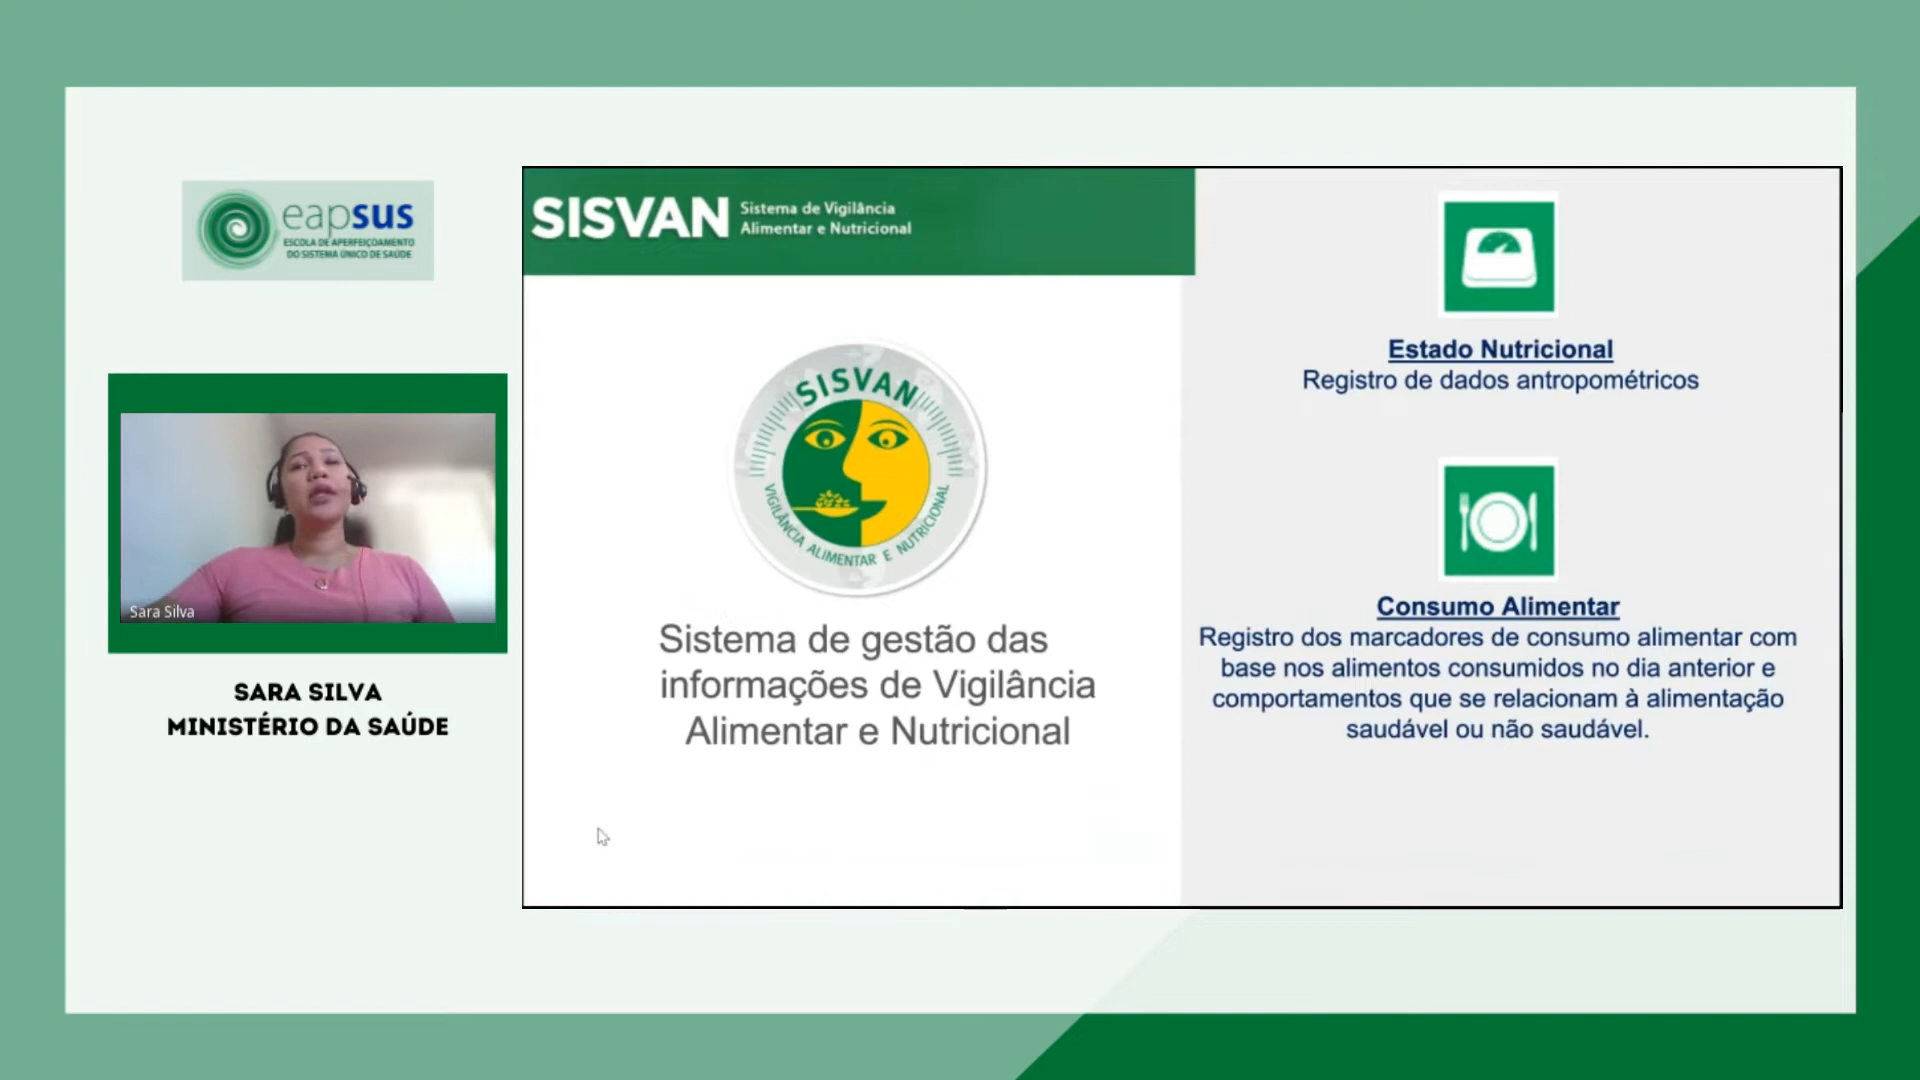 eapsus
ESCOLA DE APERFEIÇOAMENTO
DO SISTEMA ÚNICO DE SAÚDE
Sara Silva
SARA SILVA
MINISTÉRIO DA SAÚDE
SISVAN
Sistema de Vigilância
Alimentar e Nutricional
SISVAN
VIGILÂNCIA ALIMENTAR E NUTRICIONAL
Sistema de gestão das
informações de Vigilância
Alimentar e Nutricional
Estado Nutricional
Registro de dados antropométricos
Consumo Alimentar
Registro dos marcadores de consumo alimentar com
base nos alimentos consumidos no dia anterior e
comportamentos que se relacionam à alimentação
saudável ou não saudável.